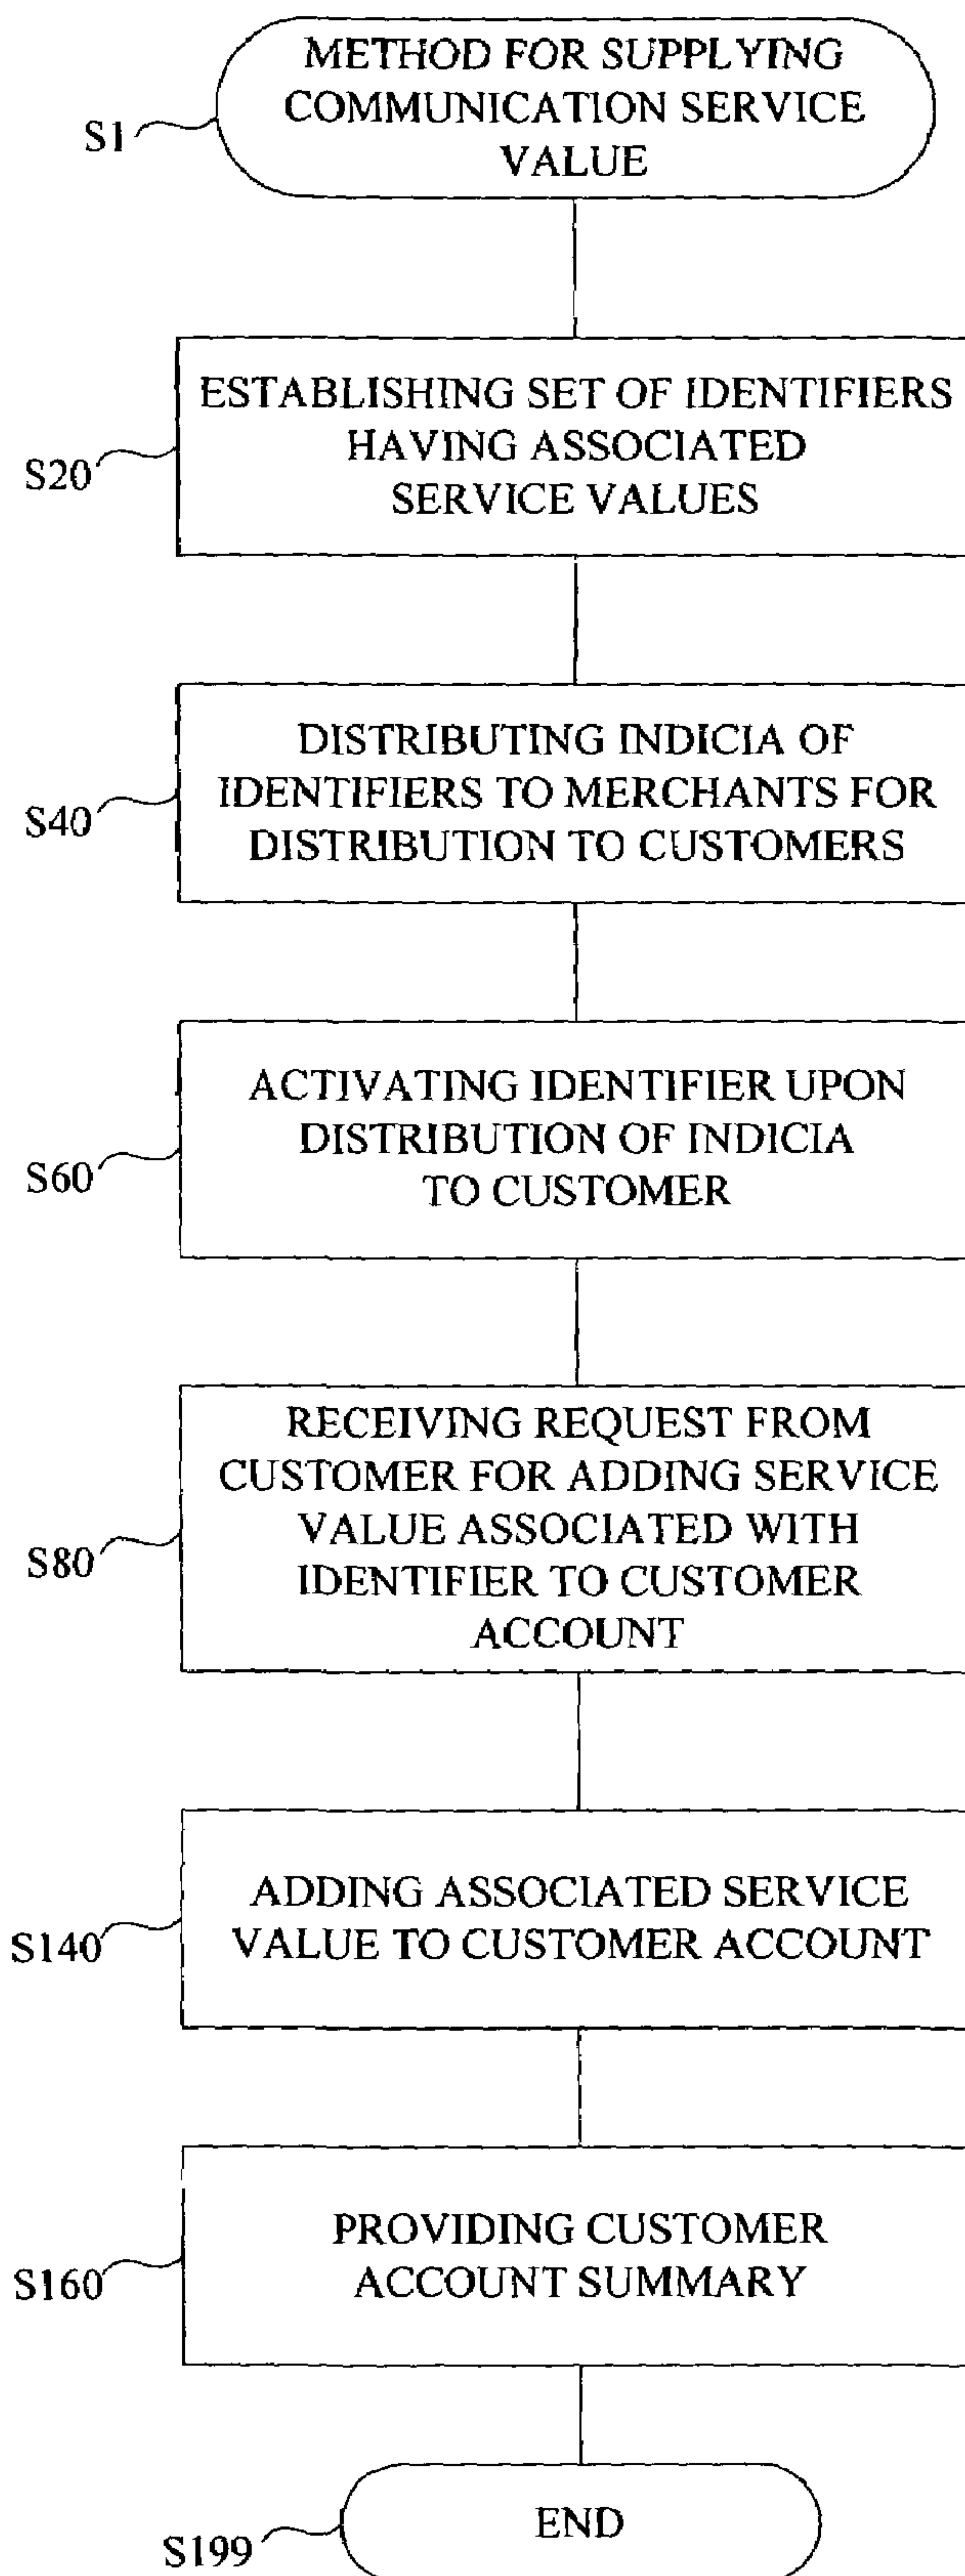 METHOD FOR SUPPLYING
COMMUNICATION SERVICE
VALUE
S1
ESTABLISHING SET OF IDENTIFIERS
HAVING ASSOCIATED
SERVICE VALUES
S20
DISTRIBUTING INDICIA OF
IDENTIFIERS TO MERCHANTS FOR
DISTRIBUTION TO CUSTOMERS
S40
ACTIVATING IDENTIFIER UPON
DISTRIBUTION OF INDICIA
TO CUSTOMER
S60
RECEIVING REQUEST FROM
CUSTOMER FOR ADDING SERVICE
VALUE ASSOCIATED WITH
IDENTIFIER TO CUSTOMER
ACCOUNT
S80
ADDING ASSOCIATED SERVICE
VALUE TO CUSTOMER ACCOUNT
S140
PROVIDING CUSTOMER
ACCOUNT SUMMARY
S160
END
S199